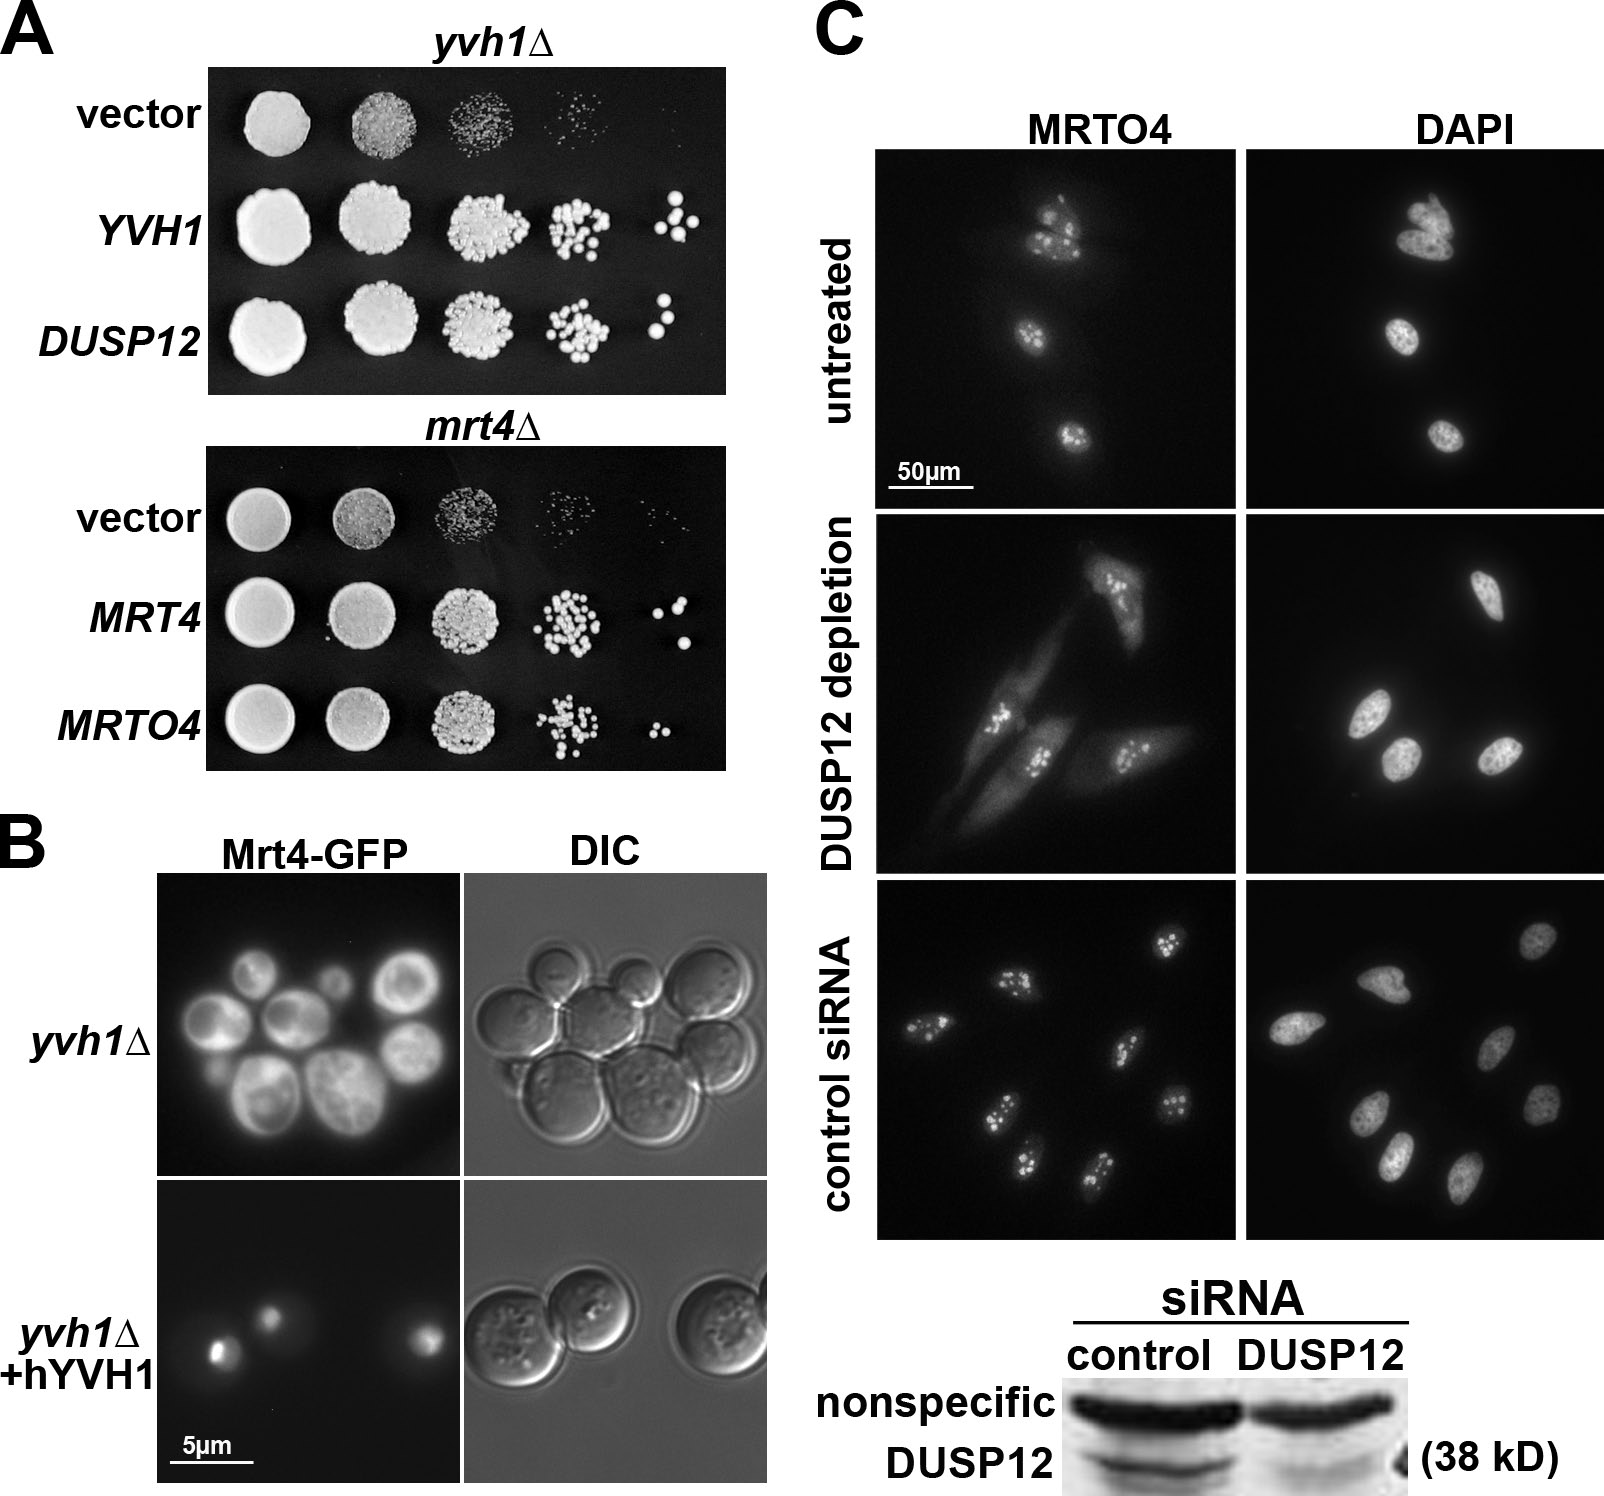 A
yvh1Δ
vector
YVH1
DUSP12
mrt4Δ
vector
MRT4
MRTO4
B
Mrt4-GFP
DIC
yvh1Δ
yvh1Δ
+hYVH1
5µm
C
MRTO4
DAPI
untreated
50µm
DUSP12 depletion
control siRNA
siRNA
control
DUSP12
nonspecific
DUSP12
(38 kD)